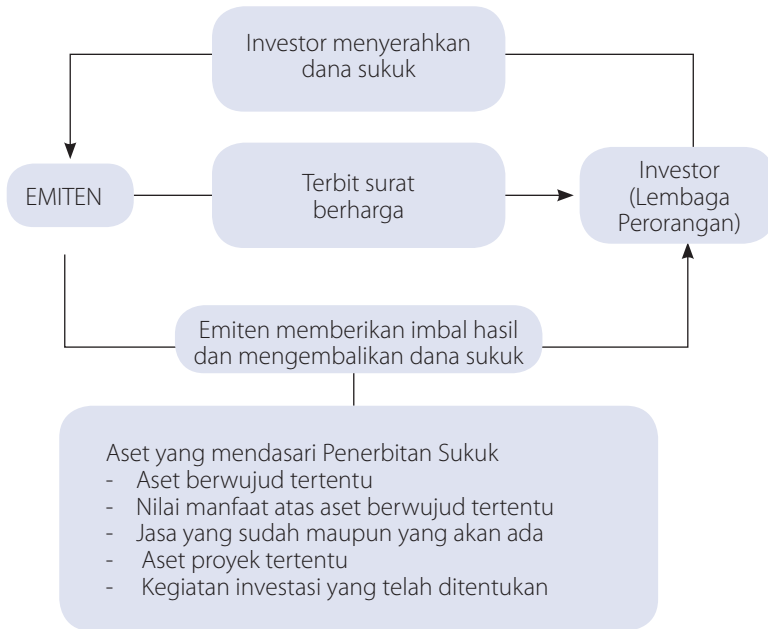 Investor menyerahkan
dana sukuk
EMITEN
Terbit surat
berharga
Investor
(Lembaga
Perorangan)
Emiten memberikan imbal hasil
dan mengembalikan dana sukuk
Aset yang mendasari Penerbitan Sukuk
- Aset berwujud tertentu
- Nilai manfaat atas aset berwujud tertentu
- Jasa yang sudah maupun yang akan ada
- Aset proyek tertentu
- Kegiatan investasi yang telah ditentukan